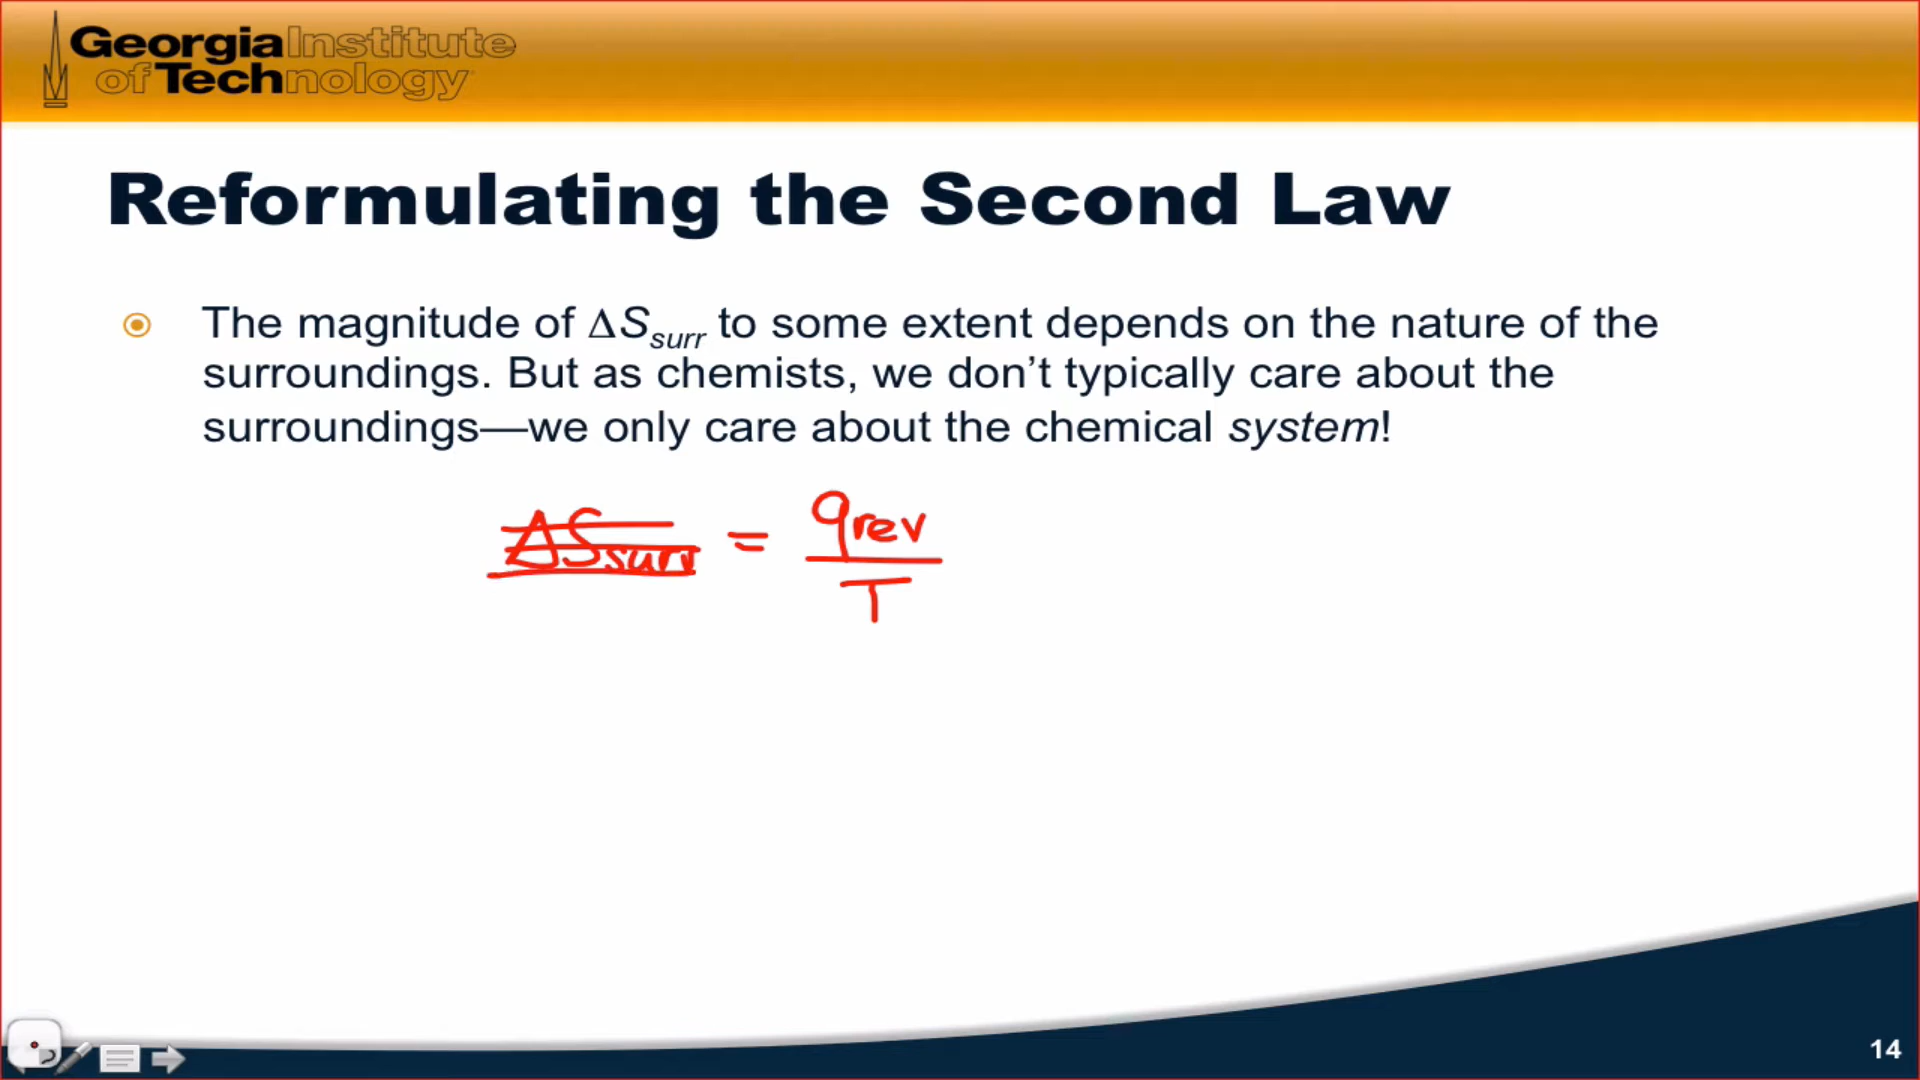 Georgia Institute
of Technology
Reformulating the Second Law
The magnitude of ΔSsurr to some extent depends on the nature of the
surroundings. But as chemists, we don’t typically care about the
surroundings—we only care about the chemical system!
ΔSsurr = qrev
T
14